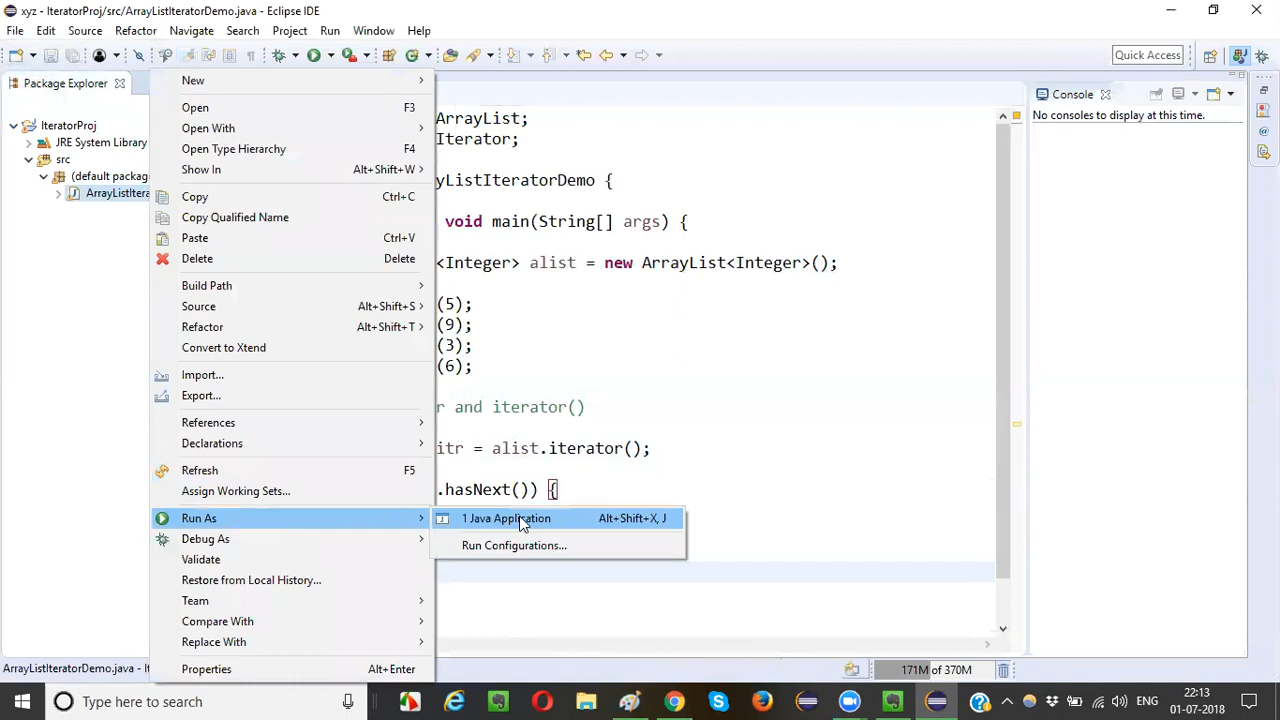 xyz - IteratorProj/src/ArrayListIteratorDemo.java - Eclipse IDE
File Edit Source Refactor Navigate Search Project Run Window Help
Quick Access
Package Explorer
IteratorProj
JRE System Library
src
(default packag
ArrayListItera
New
Open F3
Open With
Open Type Hierarchy F4
Show In Alt+Shift+W
Copy Ctrl+C
Copy Qualified Name
Paste Ctrl+V
Delete Delete
Build Path
Source Alt+Shift+S
Refactor Alt+Shift+T
Convert to Xtend
Import...
Export...
References
Declarations
Refresh F5
Assign Working Sets...
Run As
Debug As
Validate
Restore from Local History...
Team
Compare With
Replace With
Properties Alt+Enter
1 Java Application Alt+Shift+X, J
Run Configurations...
ArrayList;
Iterator;
yListIteratorDemo {
void main(String[] args) {
<Integer> alist = new ArrayList<Integer>();
(5);
(9);
(3);
(6);
r and iterator()
itr = alist.iterator();
.hasNext()) {
Console
No consoles to display at this time.
ArrayListIteratorDemo.java - It
171M of 370M
Type here to search
ENG
22:13
01-07-2018